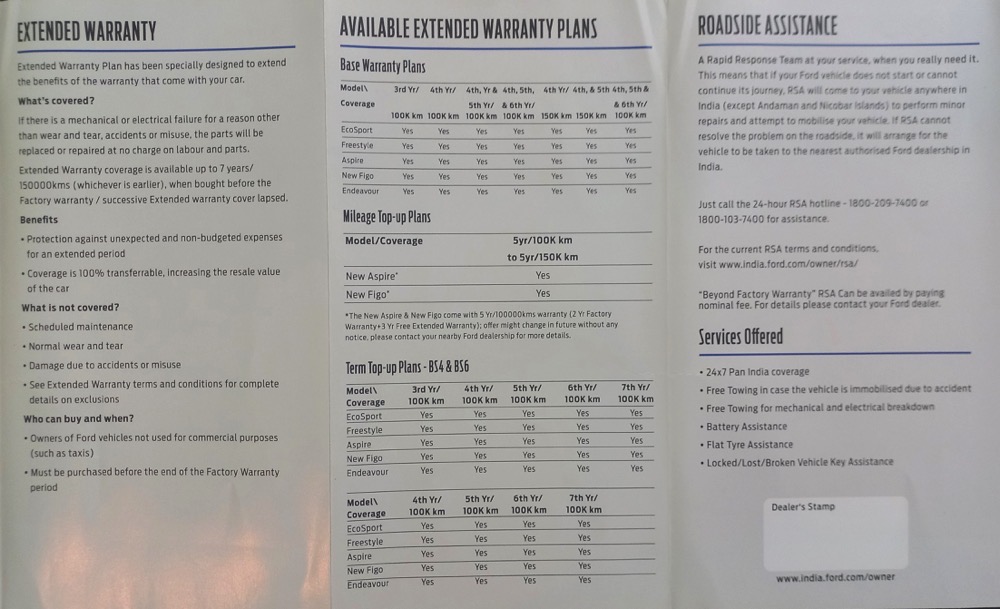 EXTENDED WARRANTY
Extended Warranty Plan has been specially designed to extend
the benefits of the warranty that come with your car.
What's covered?
If there is a mechanical or electrical failure for a reason other
than wear and tear, accidents or misuse, the parts will be
replaced or repaired at no charge on labour and parts.
Extended Warranty coverage is available up to 7 years/
150000kms (whichever is earlier), when bought before the
Factory warranty / successive Extended warranty cover lapsed.
Benefits
• Protection against unexpected and non-budgeted expenses
for an extended period
• Coverage is 100% transferrable, increasing the resale value
of the car
What is not covered?
• Scheduled maintenance
• Normal wear and tear
• Damage due to accidents or misuse
• See Extended Warranty terms and conditions for complete
details on exclusions
Who can buy and when?
• Owners of Ford vehicles not used for commercial purposes
(such as taxis)
• Must be purchased before the end of the Factory Warranty
period
AVAILABLE EXTENDED WARRANTY PLANS
Base Warranty Plans
Model\ 3rd Yr/ 4th Yr/ 4th, Yr & 4th, 5th, 4th Yr/ 4th, & 5th 4th, 5th &
Coverage 5th Yr/ & 6th Yr/ & 6th Yr/
100K km 100K km 100K km 100K km 150K km 150K km 100K km
EcoSport Yes Yes Yes Yes Yes Yes Yes
Freestyle Yes Yes Yes Yes Yes Yes Yes
Aspire Yes Yes Yes Yes Yes Yes Yes
New Figo Yes Yes Yes Yes Yes Yes Yes
Endeavour Yes Yes Yes Yes Yes Yes Yes
Mileage Top-up Plans
Model/Coverage 5yr/100K km
to 5yr/150K km
New Aspire* Yes
New Figo* Yes
*The New Aspire & New Figo come with 5 Yr/100000kms warranty (2 Yr Factory
Warranty+3 Yr Free Extended Warranty); offer might change in future without any
notice, please contact your nearby Ford dealership for more details.
Term Top-up Plans - BS4 & BS6
Model\ 3rd Yr/ 4th Yr/ 5th Yr/ 6th Yr/ 7th Yr/
Coverage 100K km 100K km 100K km 100K km 100K km
EcoSport Yes Yes Yes Yes Yes
Freestyle Yes Yes Yes Yes Yes
Aspire Yes Yes Yes Yes Yes
New Figo Yes Yes Yes Yes Yes
Endeavour Yes Yes Yes Yes Yes
Model\ 4th Yr/ 5th Yr/ 6th Yr/ 7th Yr/
Coverage 100K km 100K km 100K km 100K km
EcoSport Yes Yes Yes Yes
Freestyle Yes Yes Yes Yes
Aspire Yes Yes Yes Yes
New Figo Yes Yes Yes Yes
Endeavour Yes Yes Yes Yes
ROADSIDE ASSISTANCE
A Rapid Response Team at your service, when you really need it.
This means that if your Ford vehicle does not start or cannot
continue its journey, RSA will come to your vehicle anywhere in
India (except Andaman and Nicobar Islands) to perform minor
repairs and attempt to mobilise your vehicle. If RSA cannot
resolve the problem on the roadside, it will arrange for the
vehicle to be taken to the nearest authorised Ford dealership in
India.
Just call the 24-hour RSA hotline - 1800-209-7400 or
1800-103-7400 for assistance.
For the current RSA terms and conditions,
visit www.india.ford.com/owner/rsa/
"Beyond Factory Warranty" RSA Can be availed by paying
nominal fee. For details please contact your Ford dealer.
Services Offered
• 24x7 Pan India coverage
• Free Towing in case the vehicle is immobilised due to accident
• Free Towing for mechanical and electrical breakdown
• Battery Assistance
• Flat Tyre Assistance
• Locked/Lost/Broken Vehicle Key Assistance
Dealer's Stamp
www.india.ford.com/owner